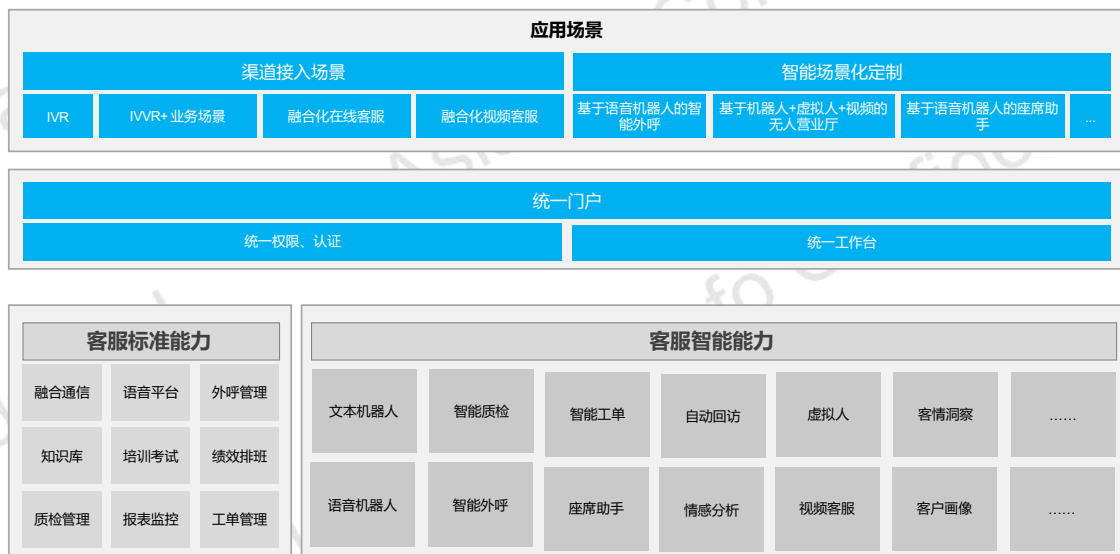 应用场景
渠道接入场景
智能场景化定制
IVR
IVVR+业务场景
融合化在线客服
融合化视频客服
基于语音机器人的智
能外呼
基于机器人+虚拟人+视频的
无人营业厅
基于语音机器人的座席助
手
...
统一门户
统一权限、认证
统一工作台
客服标准能力
融合通信
语音平台
外呼管理
知识库
培训考试
绩效排班
质检管理
报表监控
工单管理
客服智能能力
文本机器人
智能质检
智能工单
自动回访
虚拟人
客情洞察
……
语音机器人
智能外呼
座席助手
情感分析
视频客服
客户画像
……